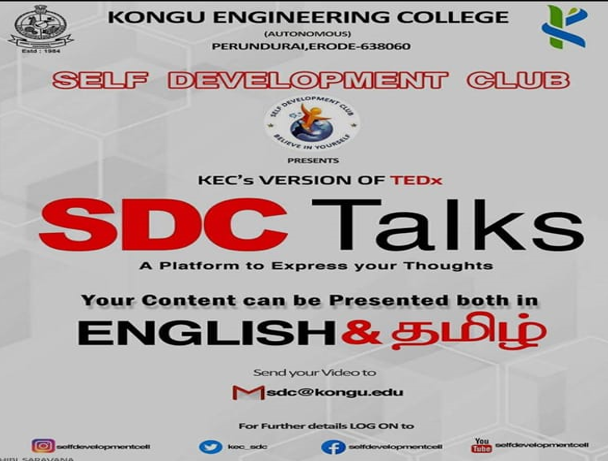 KONGU ENGINEERING COLLEGE
(AUTONOMOUS)
PERUNDURAI,ERODE-638060
Estd : 1984
SELF DEVELOPMENT CLUB
SELF DEVELOPMENT CLUB
BELIEVE IN YOURSELF
PRESENTS
KEC's VERSION OF TEDx
SDC Talks
A Platform to Express your Thoughts
Your Content can be Presented both in
ENGLISH & தமிழ்
Send your Video to
sdc@kongu.edu
For Further details LOG ON to
selfdevelopmentcell
kec_sdc
selfdevelopmentcell
You Tube selfdevelopmentcell
SARAVANA